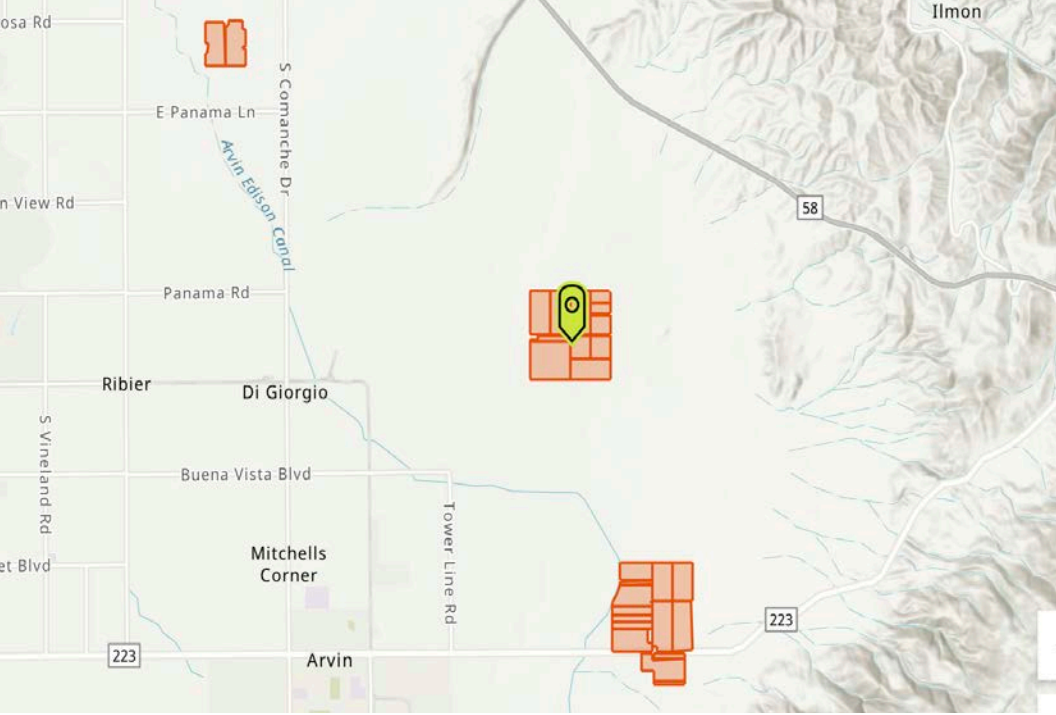 osa Rd
Ilmon
S Comanche Dr
E Panama Ln
Arvin Edison Canal
n View Rd
58
Panama Rd
Ribier
Di Giorgio
S Vineland Rd
Buena Vista Blvd
Tower Line Rd
Mitchells
Corner
et Blvd
223
223
Arvin